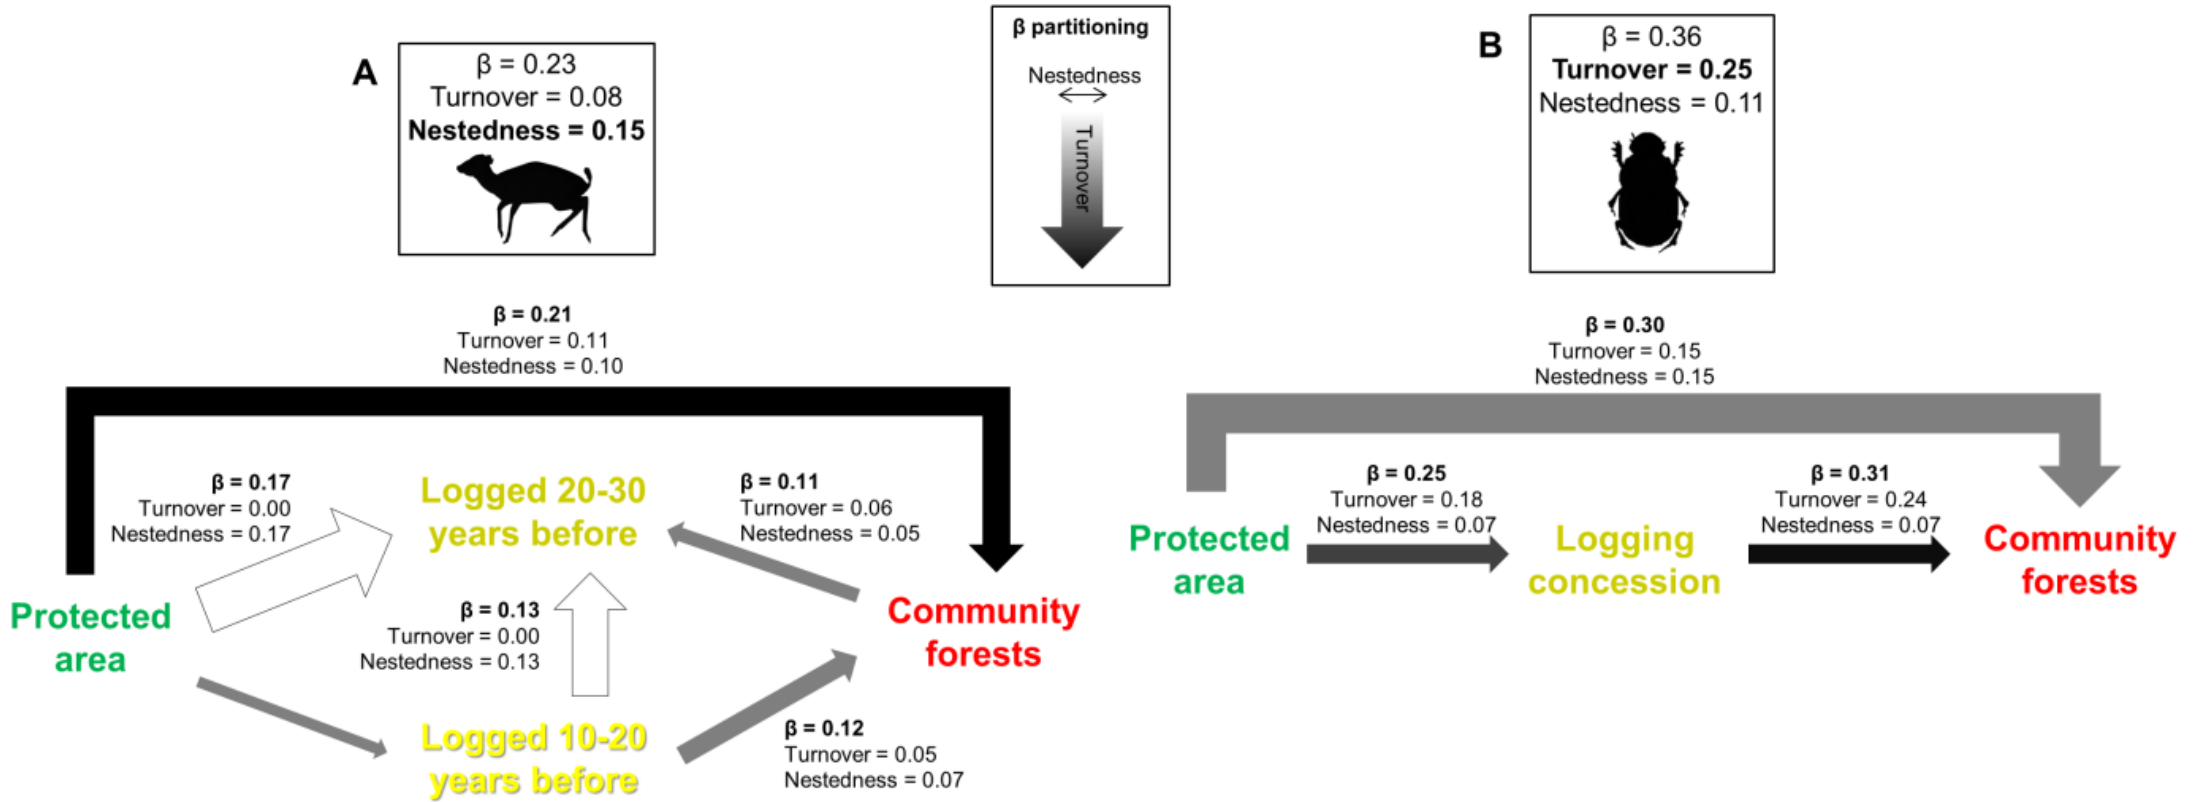 A
β = 0.23
Turnover = 0.08
Nestedness = 0.15
β partitioning
Nestedness
Turnover
B
β = 0.36
Turnover = 0.25
Nestedness = 0.11
β = 0.21
Turnover = 0.11
Nestedness = 0.10
β = 0.17
Turnover = 0.00
Nestedness = 0.17
Logged 20-30
years before
β = 0.11
Turnover = 0.06
Nestedness = 0.05
Protected
area
β = 0.13
Turnover = 0.00
Nestedness = 0.13
Community
forests
Logged 10-20
years before
β = 0.12
Turnover = 0.05
Nestedness = 0.07
β = 0.30
Turnover = 0.15
Nestedness = 0.15
Protected
area
β = 0.25
Turnover = 0.18
Nestedness = 0.07
Logging
concession
β = 0.31
Turnover = 0.24
Nestedness = 0.07
Community
forests